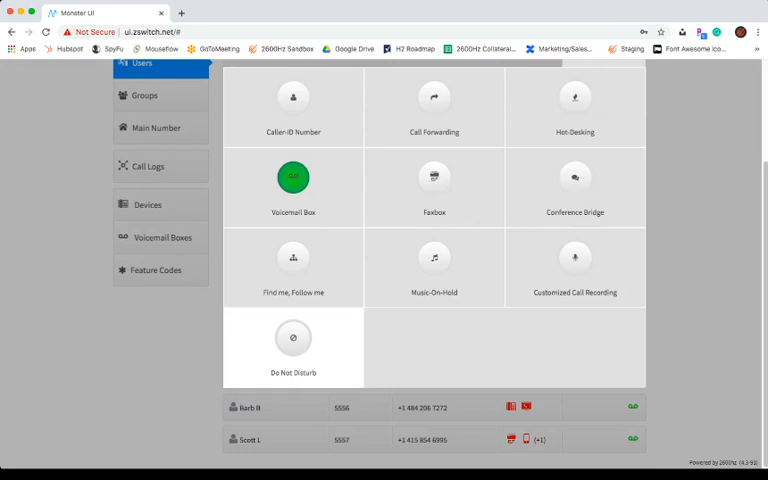 Monster UI
Not Secure | ui.zswitch.net/#
Apps Hubspot SpyFu Mouseflow GoToMeeting 2600Hz Sandbox Google Drive H2 Roadmap 2600Hz Collateral... Marketing/Sales... Staging Font Awesome Ico...
Users
Groups
Main Number
Call Logs
Devices
Voicemail Boxes
Feature Codes
Caller-ID Number Call Forwarding Hot-Desking
Voicemail Box Faxbox Conference Bridge
Find me, Follow me Music-On-Hold Customized Call Recording
Do Not Disturb
Barb B 5556 +1 484 206 7272
Scott L 5557 +1 415 854 6995 (+1)
Powered by 2600hz (4.3-91)